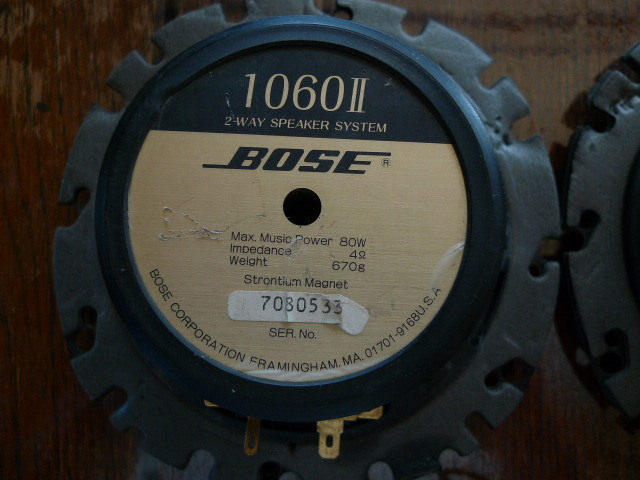 1060II
2-WAY SPEAKER SYSTEM
BOSE ®
Max. Music Power 80W
Impedance 4Ω
Weight 670g
Strontium Magnet
7080533
SER. No.
BOSE CORPORATION FRAMINGHAM, MA. 01701-9168U.S.A